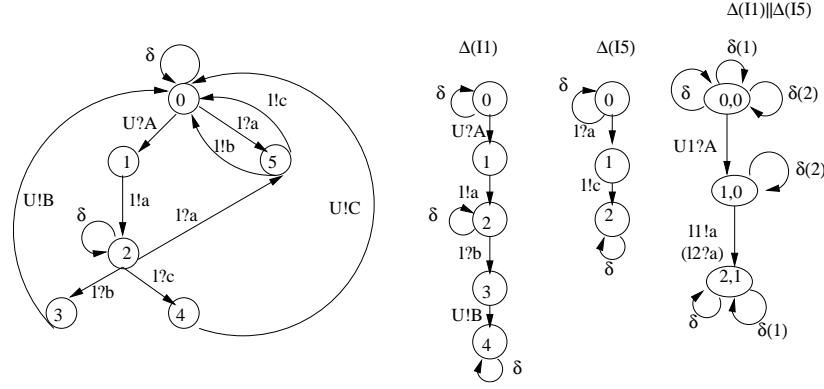 Δ(I1)||Δ(I5)
Δ(I1)
Δ(I5)
δ
0
U?A
l?a
l!c
l!b
1
5
l!a
l?a
U!B
U!C
δ
2
l?b
l?c
3
4
δ
0
U?A
1
l!a
δ
2
l?b
3
U!B
4
δ
δ
0
l?a
1
l!c
2
δ
δ(1)
δ
0,0
δ(2)
U1?A
δ(2)
1,0
l1!a
(l2?a)
2,1
δ
δ(1)